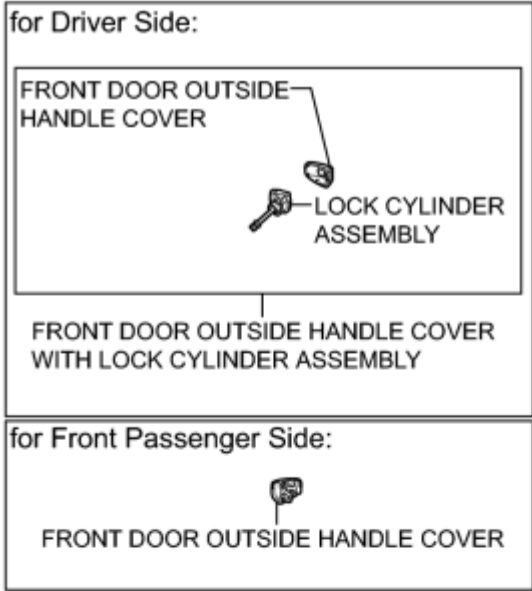 for Driver Side:
FRONT DOOR OUTSIDE
HANDLE COVER
LOCK CYLINDER
ASSEMBLY
FRONT DOOR OUTSIDE HANDLE COVER
WITH LOCK CYLINDER ASSEMBLY
for Front Passenger Side:
FRONT DOOR OUTSIDE HANDLE COVER